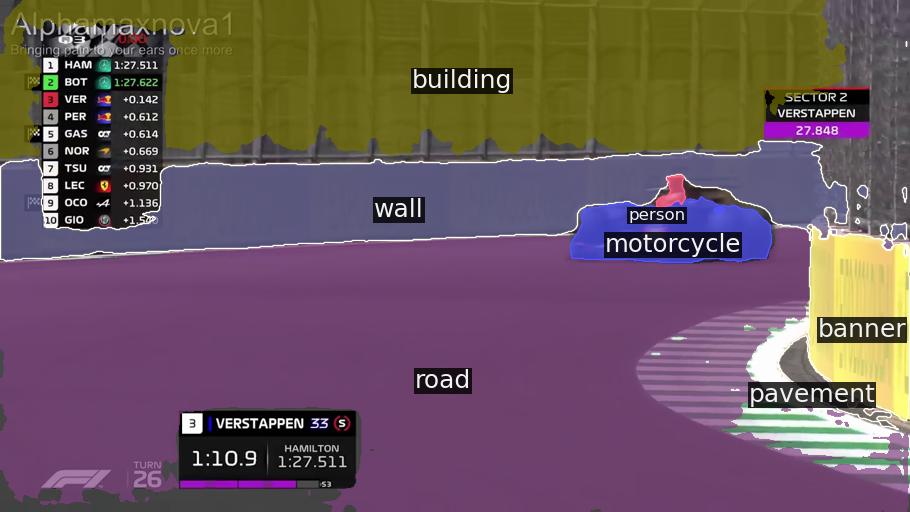 Alphamaxnova1
Bringing pain to your ears once more
Q3
1 HAM 1:27.511
2 BOT 1:27.622
3 VER +0.142
4 PER +0.612
5 GAS +0.614
6 NOR +0.669
7 TSU +0.931
8 LEC +0.970
9 OCO +1.136
10 GIO
building
SECTOR 2
VERSTAPPEN
27.848
wall
person
motorcycle
banner
road
pavement
3 VERSTAPPEN 33 S
1:10.9
HAMILTON
1:27.511
S3
F1
TURN
26